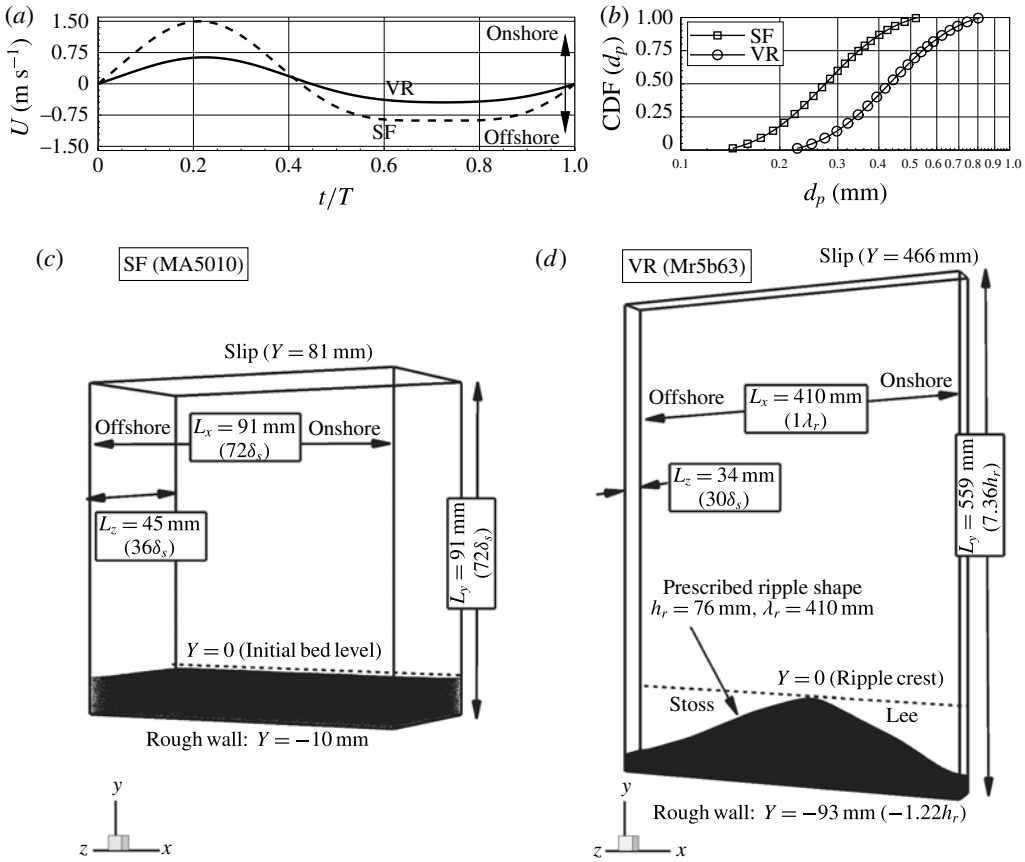 (a)
1.50
0.75
0
−0.75
−1.50
U (m s⁻¹)
Onshore
VR
SF
Offshore
0 0.2 0.4 0.6 0.8 1.0
t/T
(b)
1.00
0.75
0.50
0.25
0
CDF (dₚ)
SF
VR
0.1 0.2 0.3 0.4 0.5 0.6 0.7 0.8 0.9 1.0
dₚ (mm)
(c)
SF (MA5010)
Slip (Y = 81 mm)
Offshore
Lₓ = 91 mm
(72δₛ)
Onshore
L_z = 45 mm
(36δₛ)
L_y = 91 mm
(72δₛ)
Y = 0 (Initial bed level)
Rough wall: Y = −10 mm
y
z
x
(d)
VR (Mr5b63)
Slip (Y = 466 mm)
Offshore
Onshore
Lₓ = 410 mm
(1λᵣ)
L_z = 34 mm
(30δₛ)
L_y = 559 mm
(7.36hᵣ)
Prescribed ripple shape
hᵣ = 76 mm, λᵣ = 410 mm
Y = 0 (Ripple crest)
Stoss
Lee
Rough wall: Y = −93 mm (−1.22hᵣ)
y
z
x